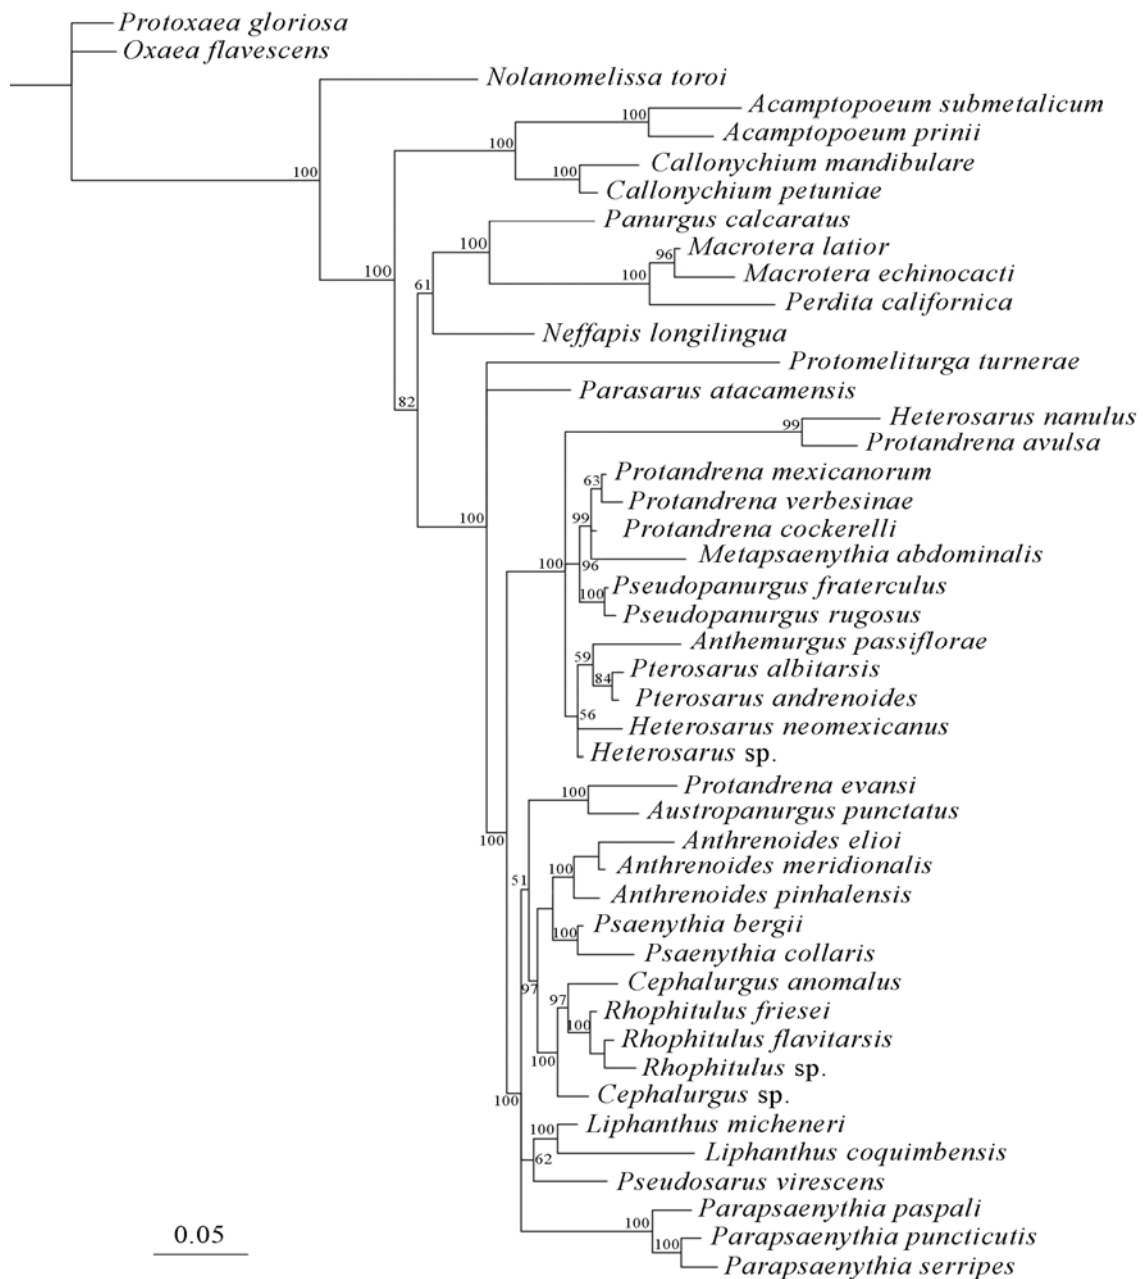 Protoxaea gloriosa
Oxaea flavescens
Nolanomelissa toroi
100 Acamptopoeum submetalicum
Acamptopoeum prinii
100
100 Callonychium mandibulare
100 Callonychium petuniae
Panurgus calcaratus
100 96 Macrotera latior
100 100 Macrotera echinocacti
61 Perdita californica
Neffapis longilingua
Protomeliturga turnerae
Parasarus atacamensis
82
99 Heterosarus nanulus
Protandrena avulsa
63 Protandrena mexicanorum
Protandrena verbesinae
100 99 Protandrena cockerelli
Metapsaenythia abdominalis
100 96
100 Pseudopanurgus fraterculus
Pseudopanurgus rugosus
59 Anthemurgus passiflorae
84 Pterosarus albitarsis
Pterosarus andrenoides
56 Heterosarus neomexicanus
Heterosarus sp.
100 Protandrena evansi
Austropanurgus punctatus
100 Anthrenoides elioi
100 Anthrenoides meridionalis
51 Anthrenoides pinhalensis
Psaenythia bergii
100 Psaenythia collaris
97 Cephalurgus anomalus
97 Rhophitulus friesei
100 Rhophitulus flavitarsis
100 Rhophitulus sp.
100 Cephalurgus sp.
100 Liphanthus micheneri
Liphanthus coquimbensis
62 Pseudosarus virescens
Parapsaenythia paspali
0.05 100 Parapsaenythia puncticutis
100 Parapsaenythia serripes